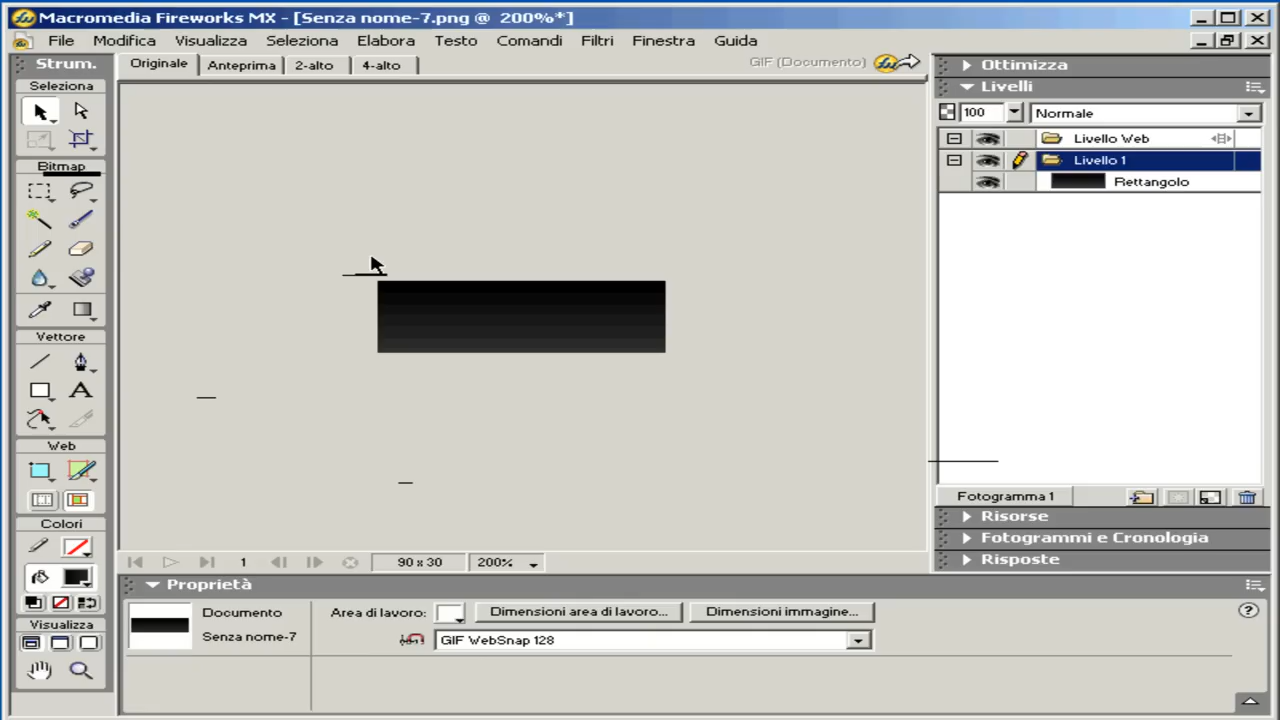 Macromedia Fireworks MX - [Senza nome-7.png @ 200%*]
File Modifica Visualizza Seleziona Elabora Testo Comandi Filtri Finestra Guida
Strum.
Originale Anteprima 2-alto 4-alto GIF (Documento)
Ottimizza
Livelli
100 Normale
Livello Web
Livello 1
Rettangolo
Seleziona
Bitmap
Vettore
A
Web
Colori
Visualizza
Fotogramma 1
Risorse
Fotogrammi e Cronologia
Risposte
1 90 x 30 200%
Proprietà
Documento
Senza nome-7
Area di lavoro: Dimensioni area di lavoro... Dimensioni immagine...
GIF WebSnap 128
?